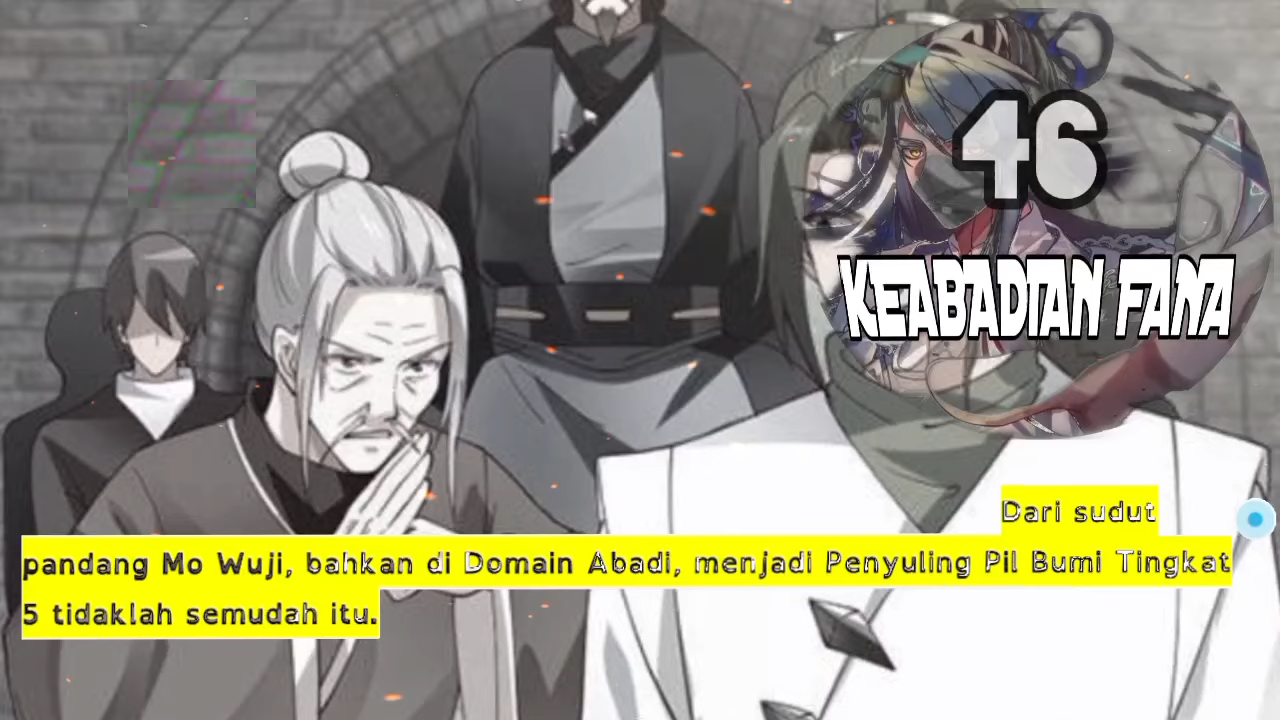 46
KEABADIAN FANA
Dari sudut
pandang Mo Wuji, bahkan di Domain Abadi, menjadi Penyuling Pil Bumi Tingkat
5 tidaklah semudah itu.